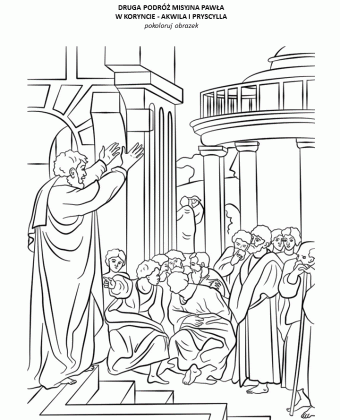 DRUGA PODRÓŻ MISYJNA PAWŁA
W KORYNCIE - AKWILA I PRYSCYLLA
pokoloruj obrazek